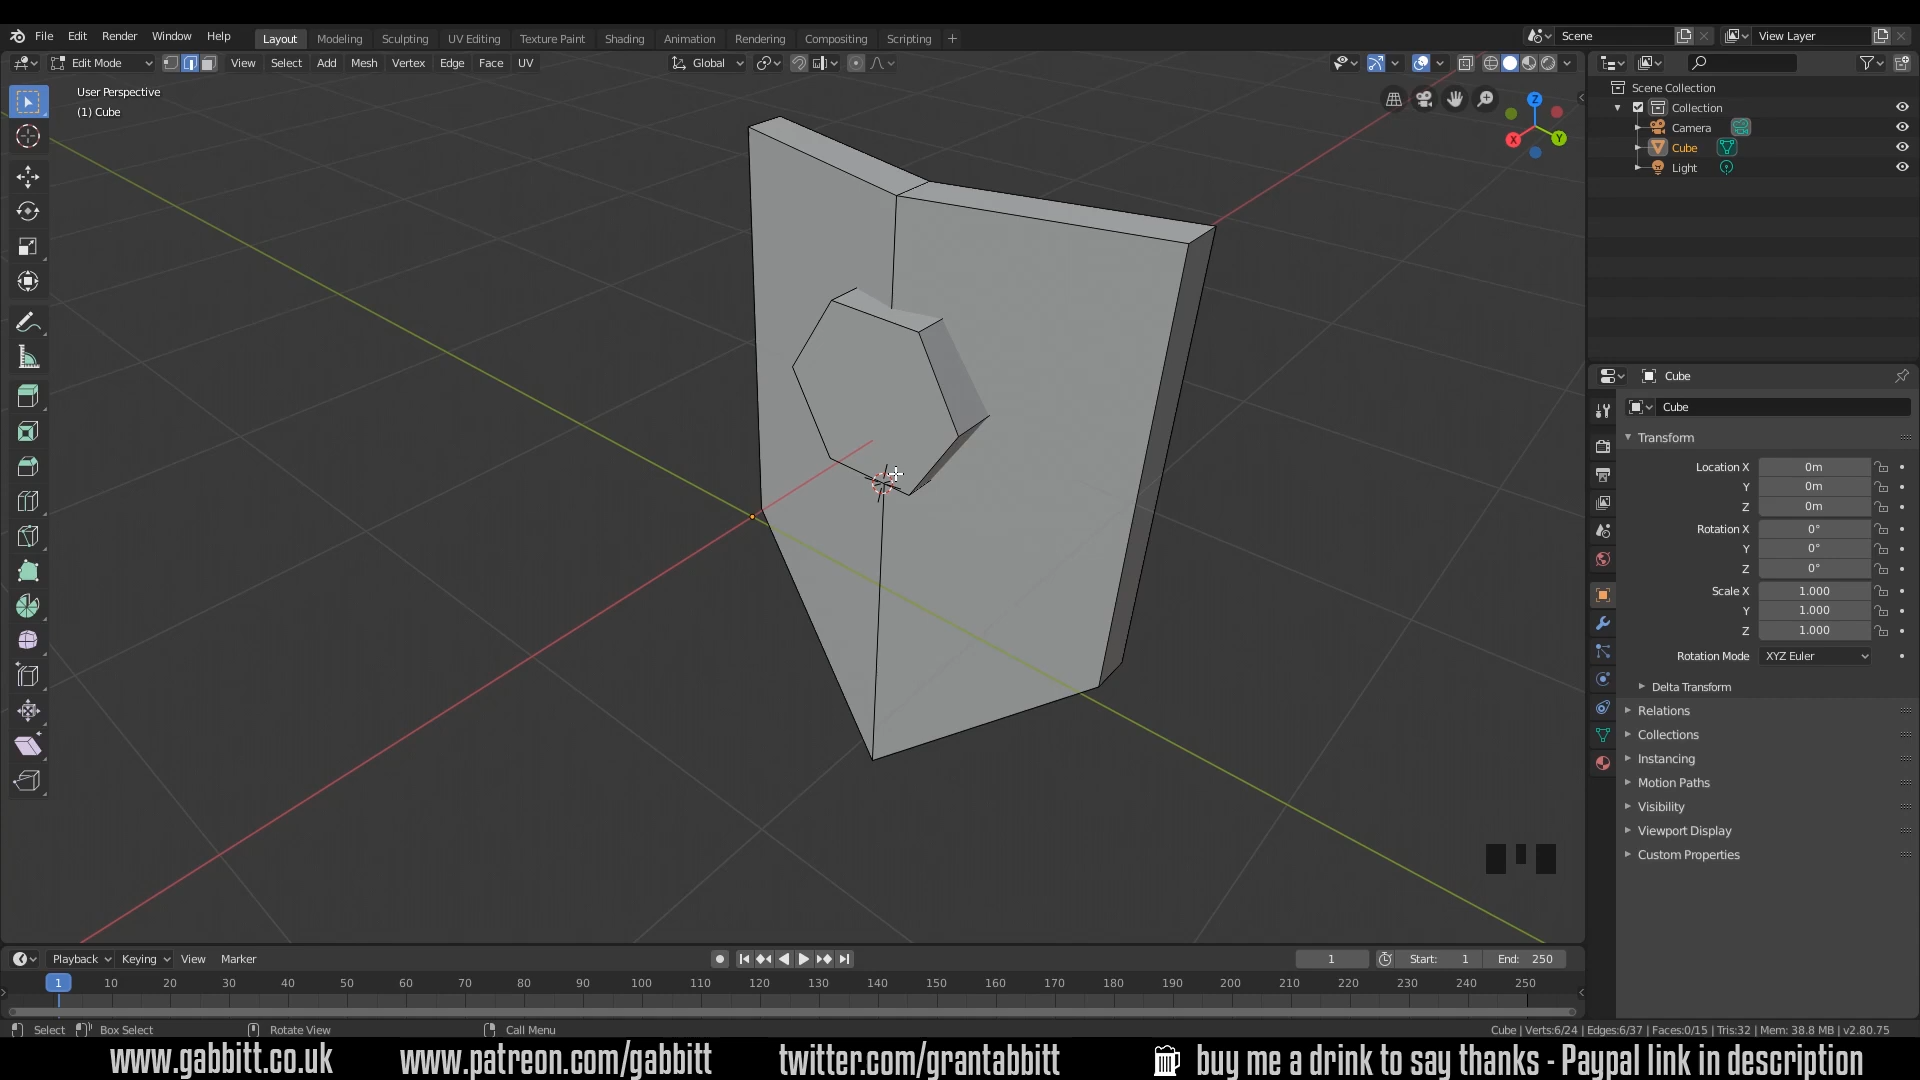 File Edit Render Window Help Layout Modeling Sculpting UV Editing Texture Paint Shading Animation Rendering Compositing Scripting + Scene View Layer
Edit Mode View Select Add Mesh Vertex Edge Face UV Global
User Perspective
(1) Cube
Z
X
Y
Scene Collection
Collection
Camera
Cube
Light
Cube
Cube
Transform
Location X 0m
Y 0m
Z 0m
Rotation X 0°
Y 0°
Z 0°
Scale X 1.000
Y 1.000
Z 1.000
Rotation Mode XYZ Euler
Delta Transform
Relations
Collections
Instancing
Motion Paths
Visibility
Viewport Display
Custom Properties
Playback Keying View Marker 1 Start: 1 End: 250
1 10 20 30 40 50 60 70 80 90 100 110 120 130 140 150 160 170 180 190 200 210 220 230 240 250
Select Box Select Rotate View Call Menu Cube | Verts:6/24 | Edges:6/37 | Faces:0/15 | Tris:32 | Mem: 38.8 MB | v2.80.75
www.gabbitt.co.uk www.patreon.com/gabbitt twitter.com/grantabbitt buy me a drink to say thanks - Paypal link in description